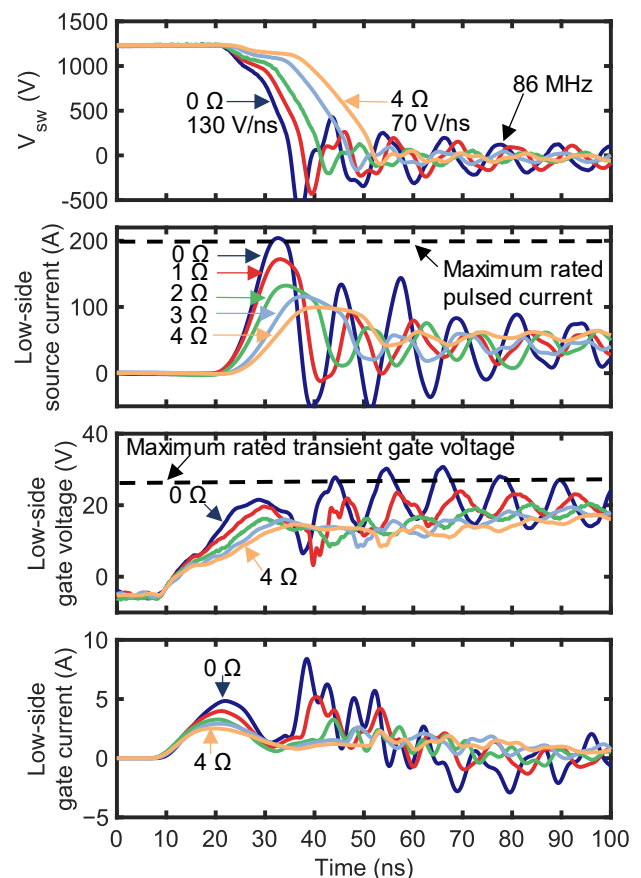 1500
1000
500
0
-500
V_sw (V)
0 Ω
130 V/ns
4 Ω
70 V/ns
86 MHz
200
100
0
Low-side
source current (A)
0 Ω
1 Ω
2 Ω
3 Ω
4 Ω
Maximum rated
pulsed current
40
20
0
Low-side
gate voltage (V)
Maximum rated transient gate voltage
0 Ω
4 Ω
10
5
0
−5
Low-side
gate current (A)
0 Ω
4 Ω
0 10 20 30 40 50 60 70 80 90 100
Time (ns)